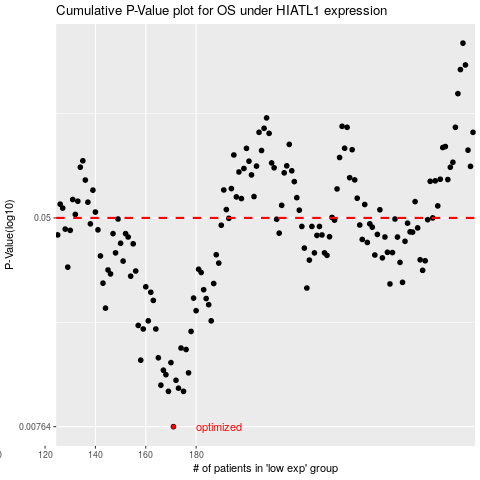 Cumulative P-Value plot for OS under HIATL1 expression
P-Value(log10)
0.05
0.00764
optimized
0 120 140 160 180
# of patients in 'low exp' group